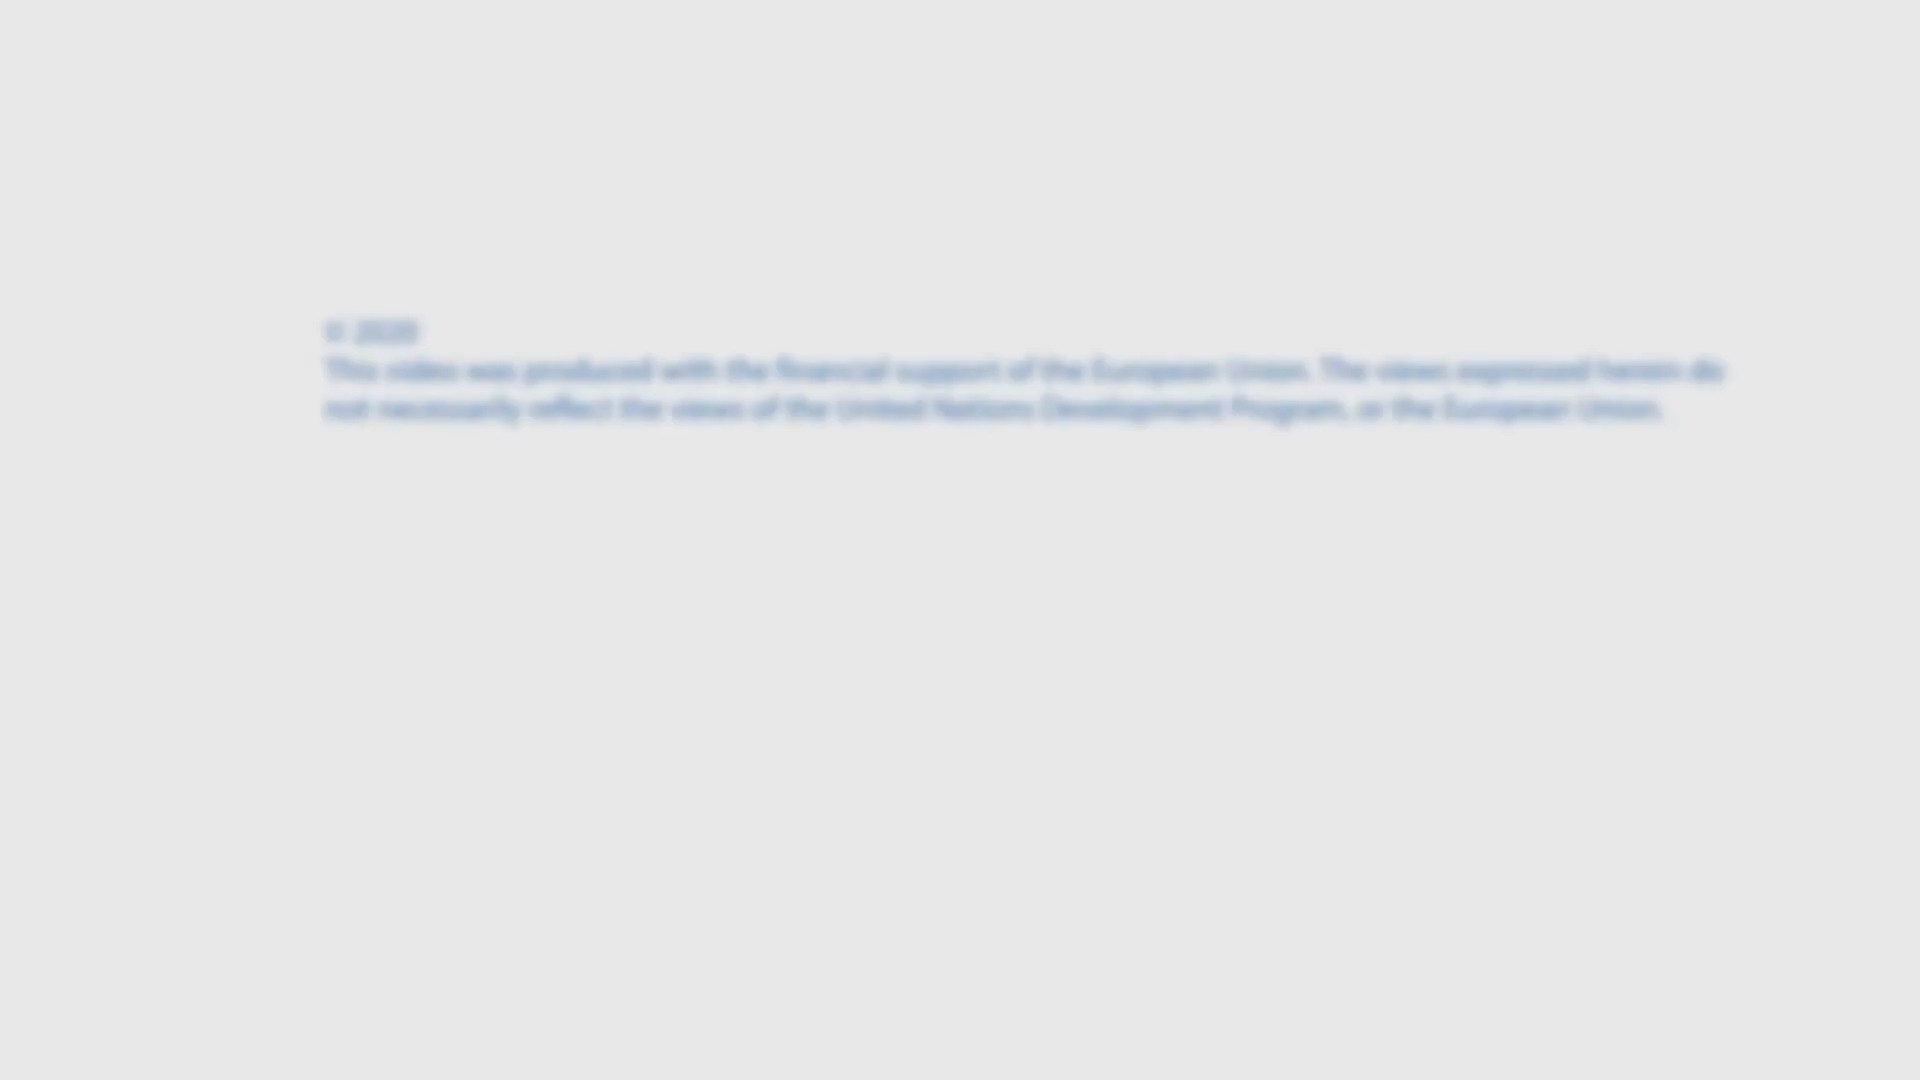 © 2020
This video was produced with the financial support of the European Union. The views expressed herein do
not necessarily reflect the views of the United Nations Development Program, or the European Union.